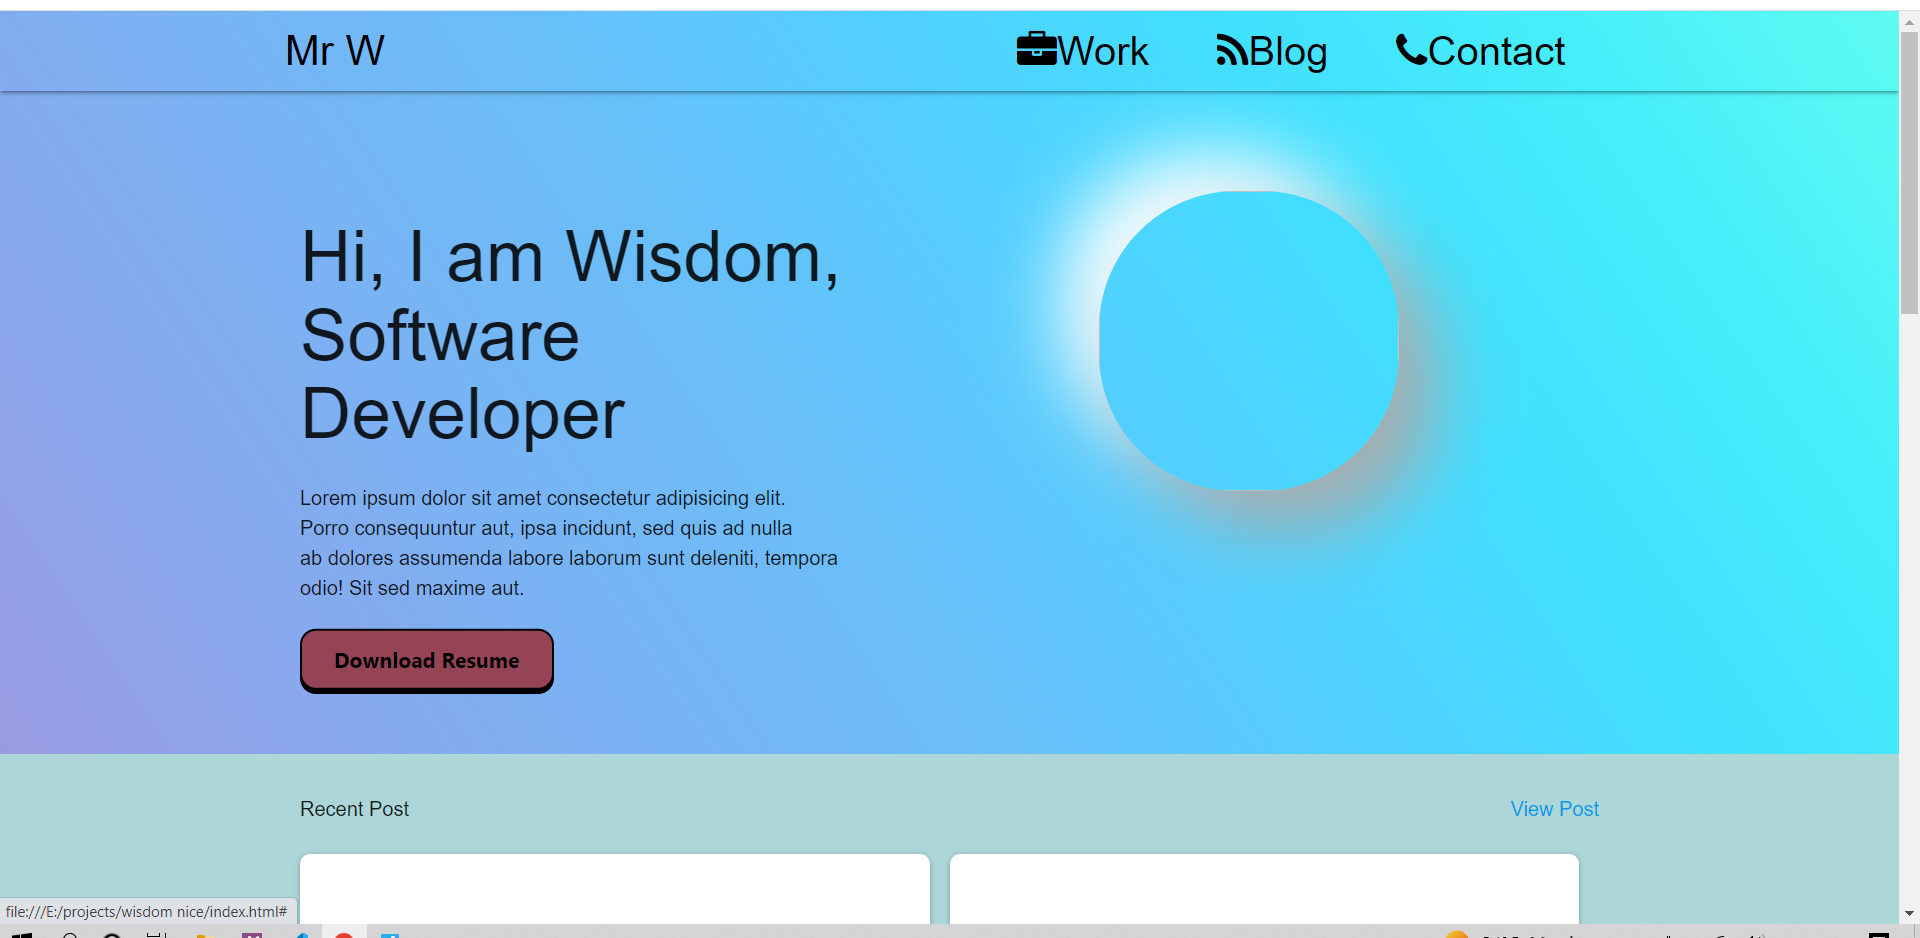 Mr W
Work Blog Contact
Hi, I am Wisdom,
Software
Developer
Lorem ipsum dolor sit amet consectetur adipisicing elit.
Porro consequuntur aut, ipsa incidunt, sed quis ad nulla
ab dolores assumenda labore laborum sunt deleniti, tempora
odio! Sit sed maxime aut.
Download Resume
Recent Post
View Post
file:///E:/projects/wisdom nice/index.html#